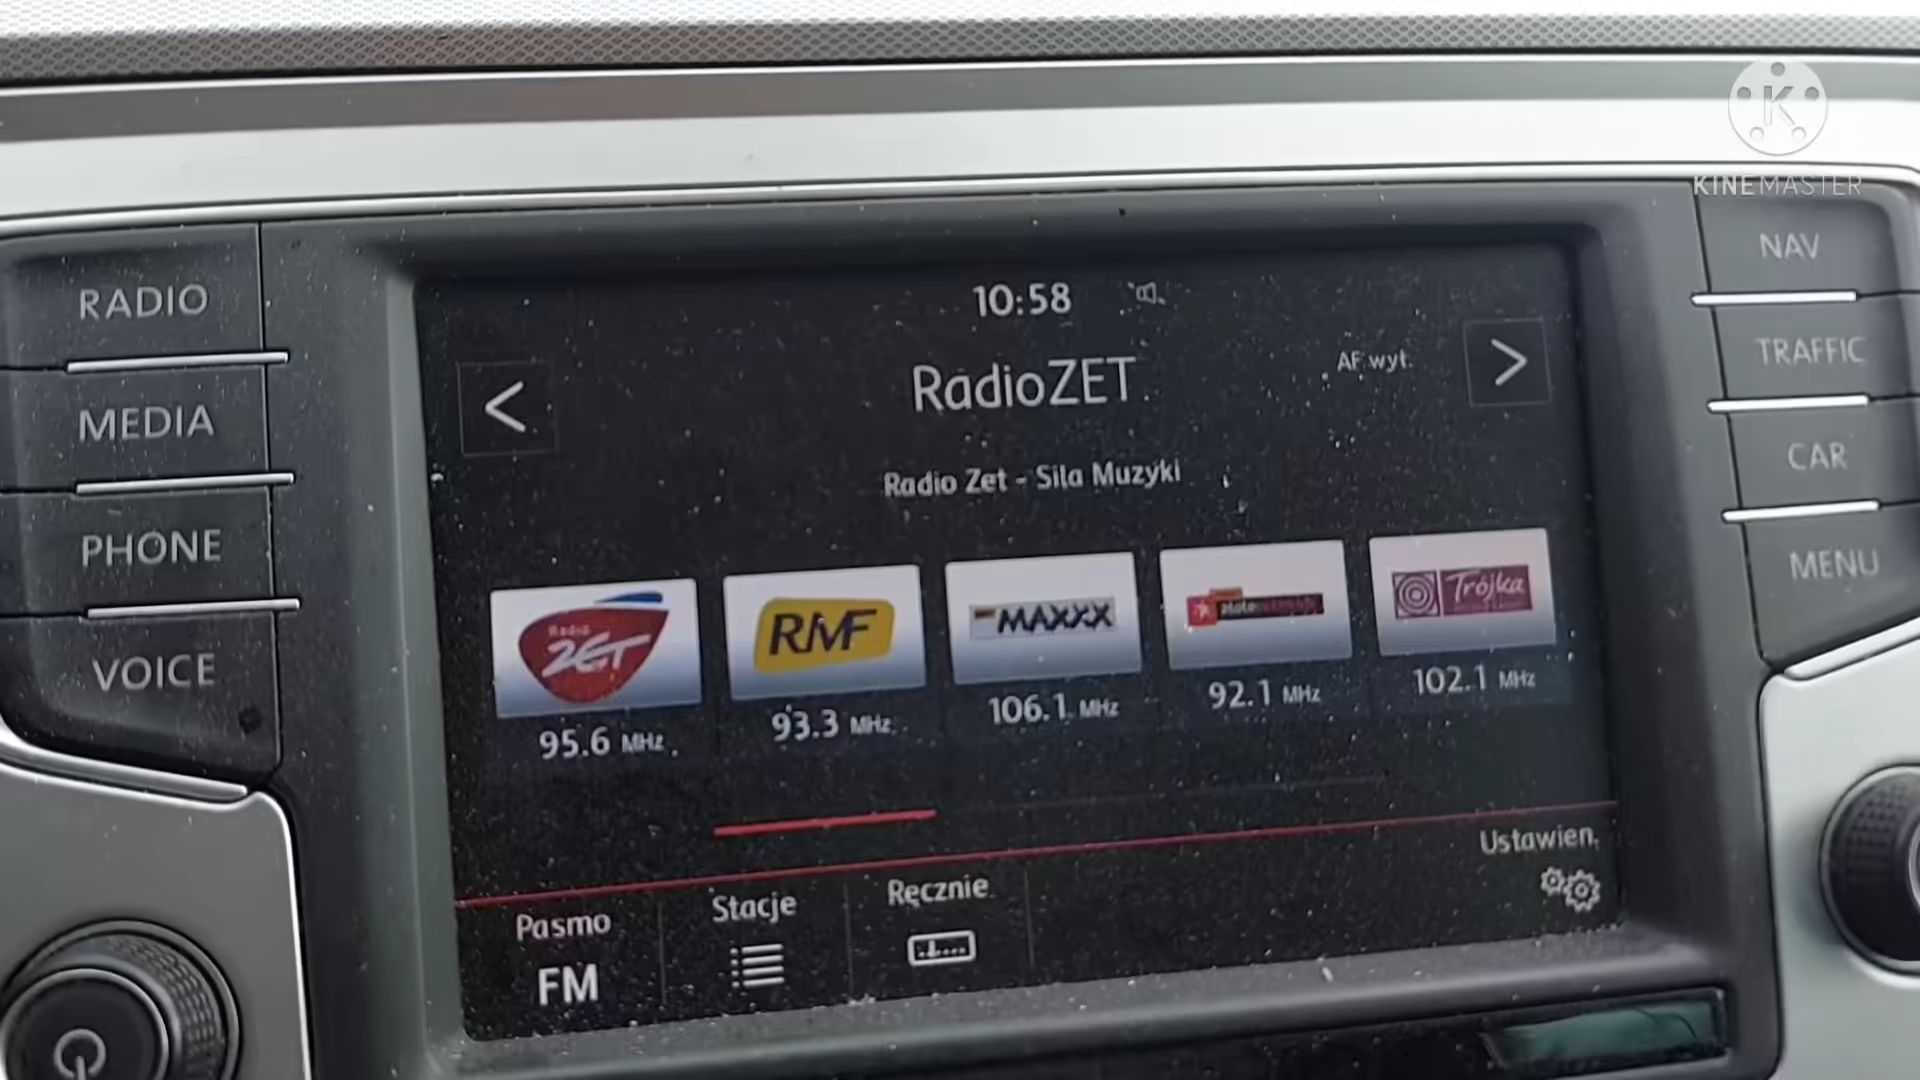 K
KINEMASTER
RADIO
MEDIA
PHONE
VOICE
NAV
TRAFFIC
CAR
MENU
10:58
RadioZET
AF wył.
Radio Zet - Sila Muzyki
Radio ZET
RMF
MAXXX
Trójka
95.6 MHz
93.3 MHz
106.1 MHz
92.1 MHz
102.1 MHz
Pasmo
FM
Stacje
Ręcznie
Ustawien.